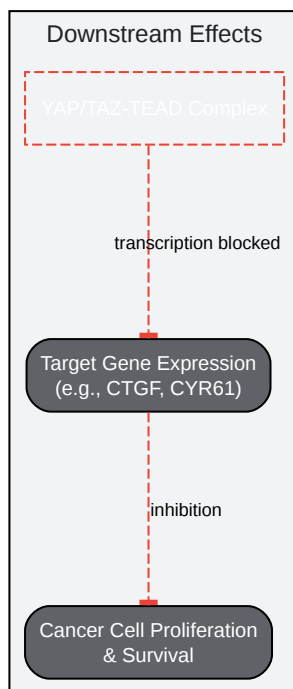 Downstream Effects
YAP/TAZ-TEAD Complex
transcription blocked
Target Gene Expression
(e.g., CTGF, CYR61)
inhibition
Cancer Cell Proliferation
& Survival